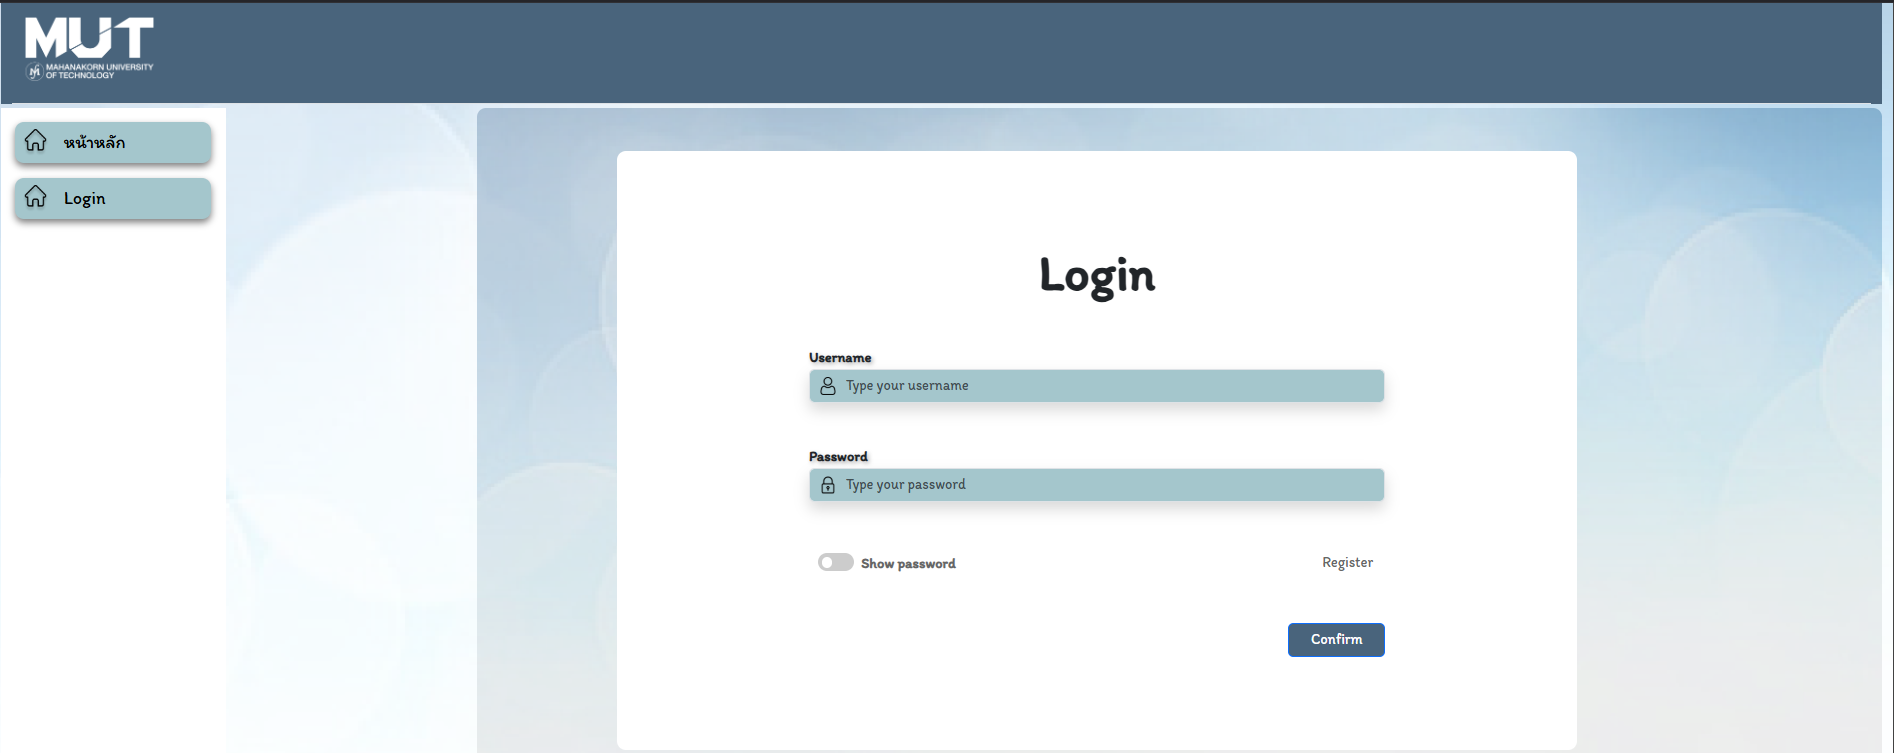 MUT
MAHANAKORN UNIVERSITY
OF TECHNOLOGY
หน้าหลัก
Login
Login
Username
Type your username
Password
Type your password
Show password
Register
Confirm